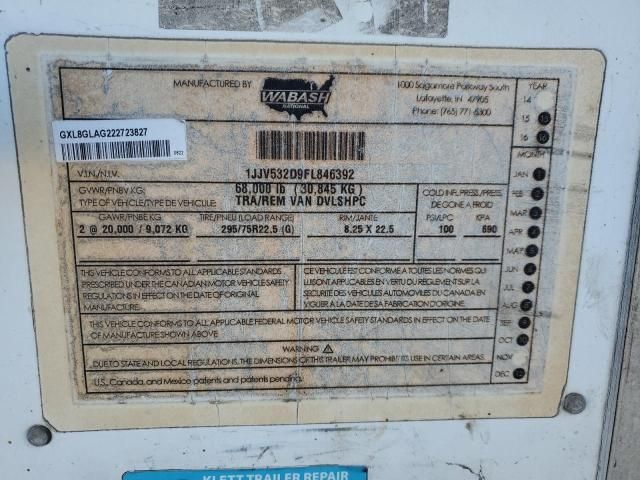 MANUFACTURED BY
WABASH
NATIONAL
1000 Sagamore Parkway South
Lafayette, IN 47905
Phone: (765) 771-5300
YEAR
14
15
16
GXL8GLAG222723827
0822
V.I.N./N.I.V.
1JJV532D9FL846392
GVWR/PNBV KG:
68,000 lb (30,845 KG)
TYPE OF VEHICLE/TYPE DE VEHICULE:
TRA/REM VAN DVLSHPC
COLD INFL.PRESS./PRESS.
DE GONE A FROID
GAWR/PNBE KG
TIRE/PNEU (LOAD RANGE)
RIM/JANTE
PSI/LPC
KPA
2 @ 20,000 / 9,072 KG
295/75R22.5 (G)
8.25 X 22.5
100
690
MONTH
JAN
FEB
MAR
APR
MAY
JUN
JUL
AUG
SEP
OCT
NOV
DEC
THIS VEHICLE CONFORMS TO ALL APPLICABLE STANDARDS
PRESCRIBED UNDER THE CANADIAN MOTOR VEHICLE SAFETY
REGULATIONS IN EFFECT ON THE DATE OF ORIGINAL
MANUFACTURE.
CE VEHICULE EST CONFORME A TOUTES LES NORMES QUI
LUI SONT APPLICABLES EN VERTU DU REGLEMENT SUR LA
SECURITE DES VEHICULES AUTOMOBILES DU CANADA EN
VIGUEUR A LA DATE DE SA FABRICATION D'ORIGINE.
THIS VEHICLE CONFORMS TO ALL APPLICABLE FEDERAL MOTOR VEHICLE SAFETY STANDARDS IN EFFECT ON THE DATE
OF MANUFACTURE SHOWN ABOVE
WARNING
DUE TO STATE AND LOCAL REGULATIONS, THE DIMENSIONS OF THIS TRAILER MAY PROHIBIT ITS USE IN CERTAIN AREAS.
U.S., Canada, and Mexico patents and patents pending.
KLETT TRAILER REPAIR